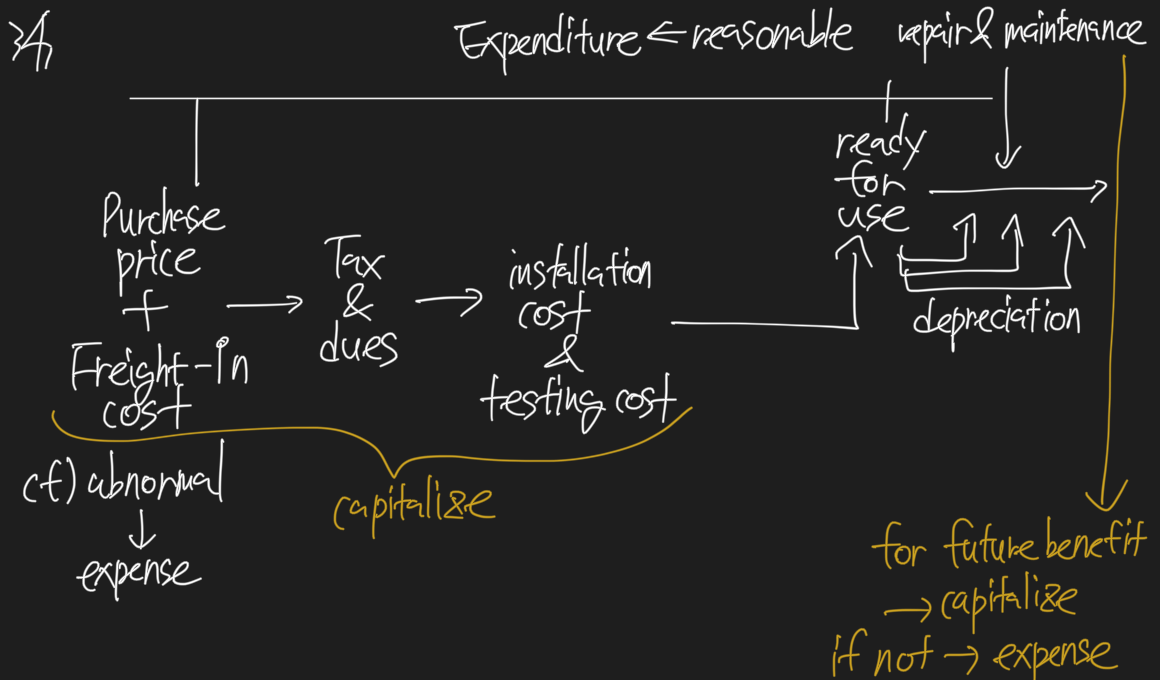 Expenditure ← reasonable
repair & maintenance
Purchase
price
+
Freight-in
cost
→
Tax
&
dues
→
installation
cost
&
testing cost
ready
for
use
depreciation
cf) abnormal
↓
expense
capitalize
for future benefit
→ capitalize
if not → expense